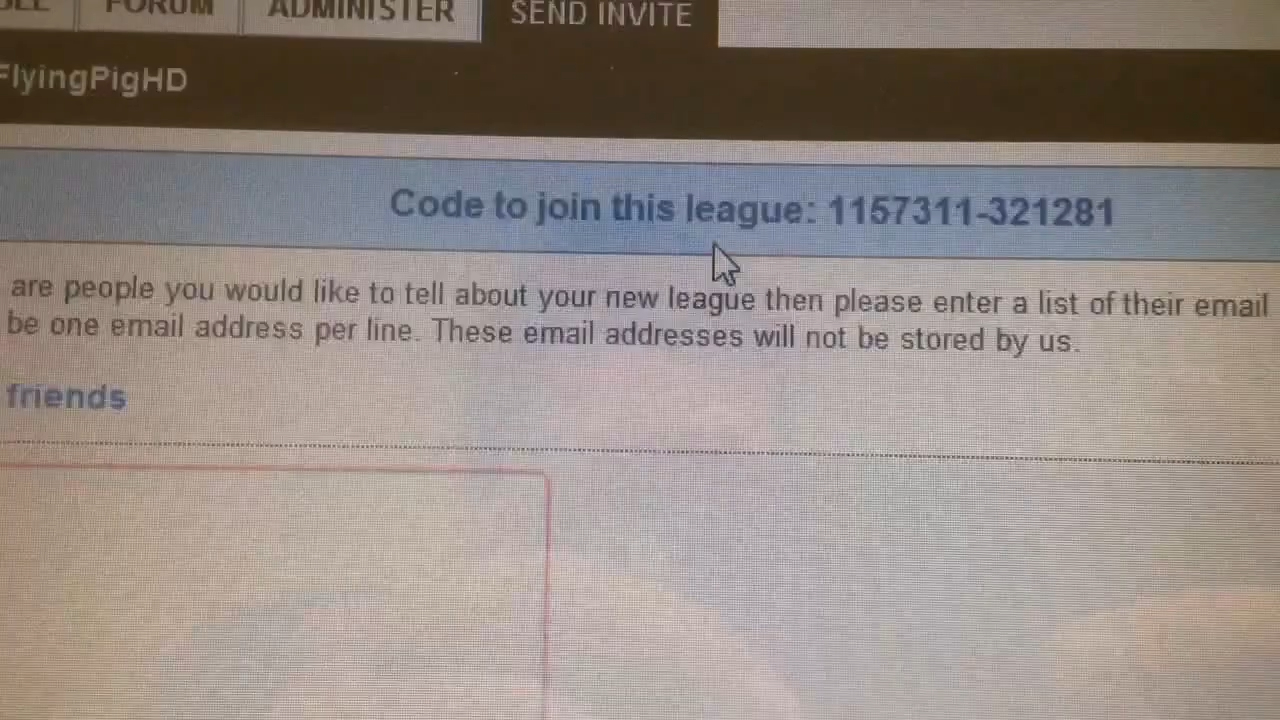 FORUM ADMINISTER SEND INVITE
FlyingPigHD
Code to join this league: 1157311-321281
are people you would like to tell about your new league then please enter a list of their email
be one email address per line. These email addresses will not be stored by us.
friends